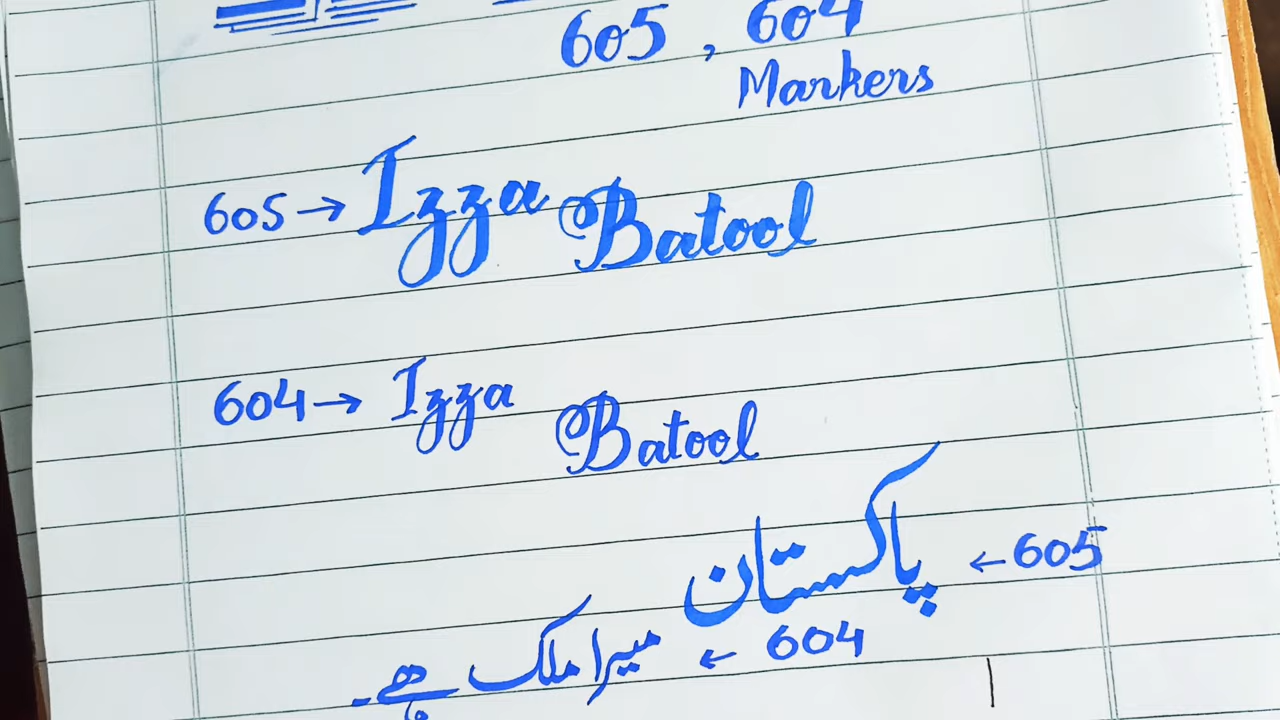 605, 604
Markers
605 → Izza Batool
604 → Izza Batool
پاکستان ← 605
میرا ملک ہے۔ ← 604